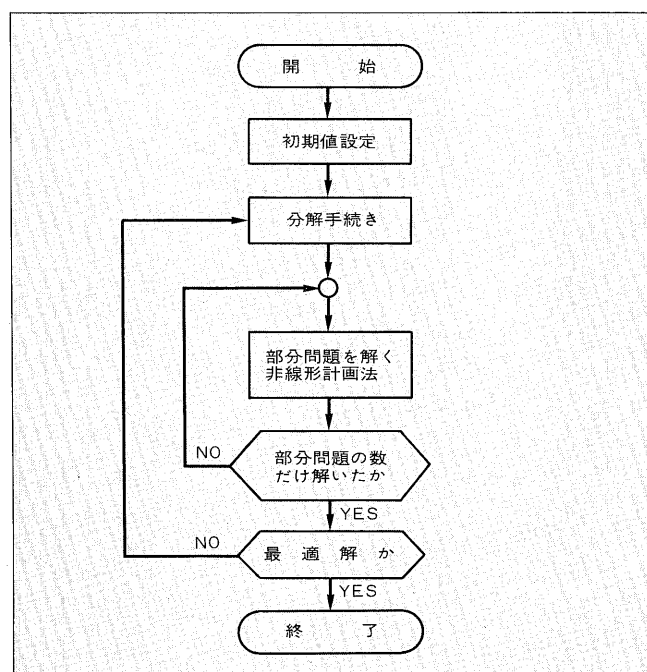 開 始
初期値設定
分解手続き
部分問題を解く
非線形計画法
部分問題の数
だけ解いたか
NO
YES
最 適 解 か
NO
YES
終 了